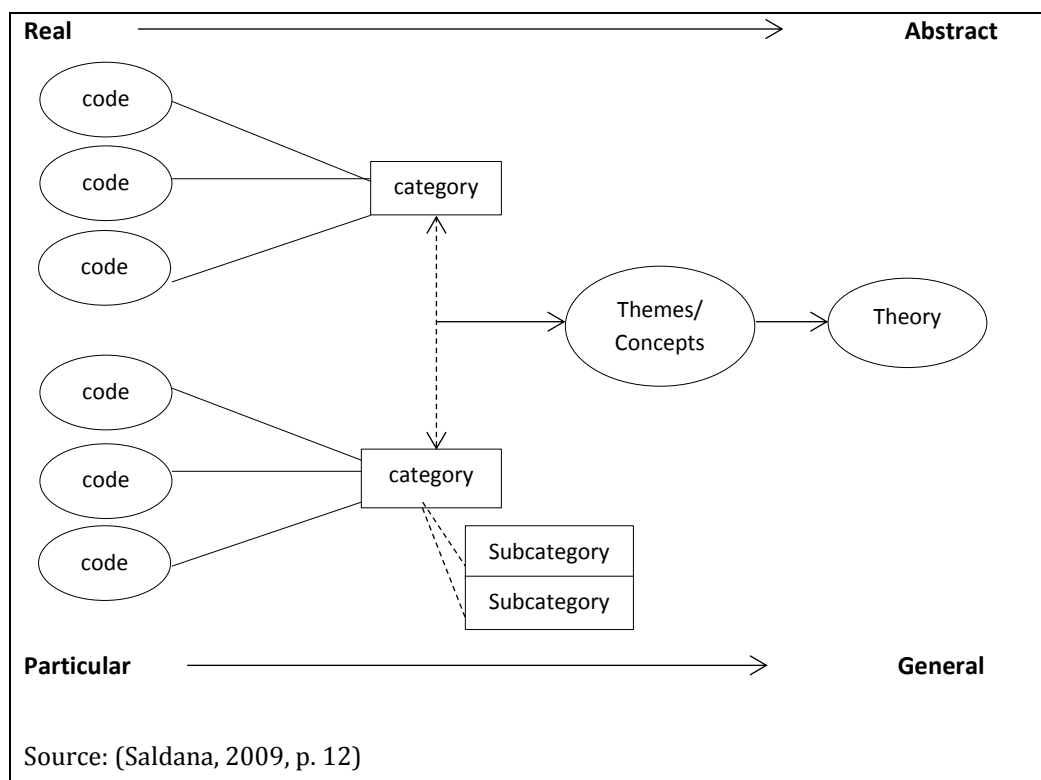 Real Abstract
code
code
category
code
Themes/
Concepts
Theory
code
code
category
code
Subcategory
Subcategory
Particular General
Source: (Saldana, 2009, p. 12)